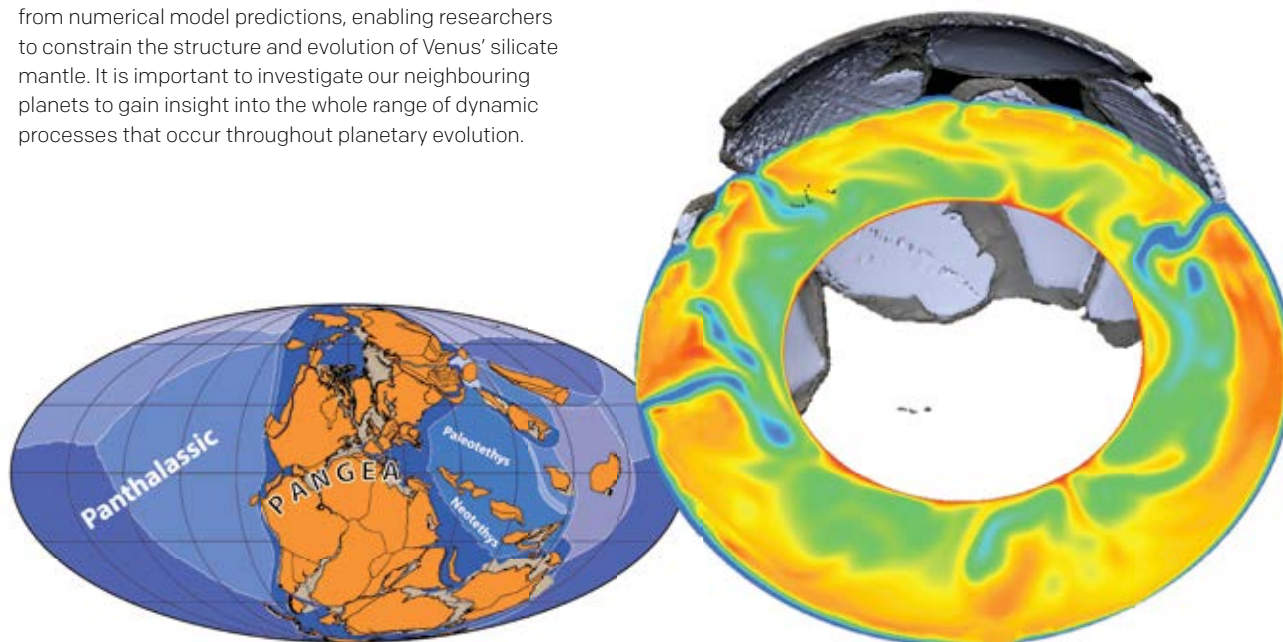 from numerical model predictions, enabling researchers
to constrain the structure and evolution of Venus’ silicate
mantle. It is important to investigate our neighbouring
planets to gain insight into the whole range of dynamic
processes that occur throughout planetary evolution.
Panthalassic
PANGEA
Paleotethys
Neotethys